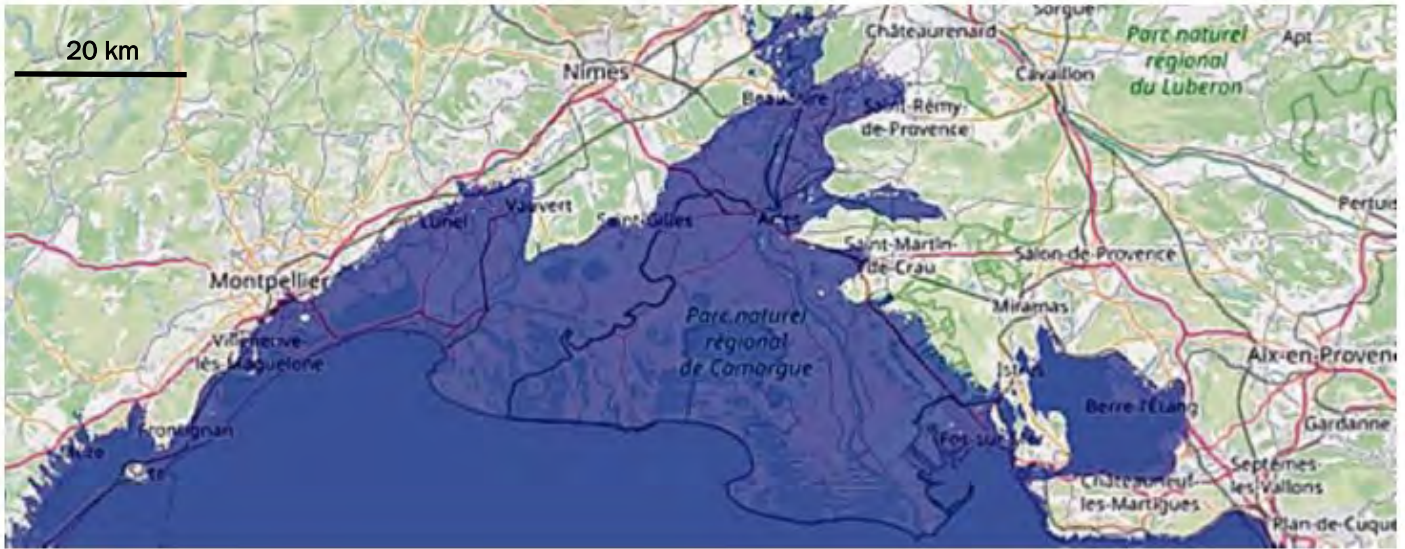 Sorgue
Châteaurenard
Parc naturel
régional
du Luberon
Apt
20 km
Nîmes
Cavaillon
Beaucaire
Saint-Rémy-
de-Provence
Vauvert
Lunel
Saint-Gilles
Arles
Pertuis
Saint-Martin-
de-Crau
Salon-de-Provence
Montpellier
Miramas
Parc naturel
régional
de Camargue
Villeneuve-
lès-Maguelone
Aix-en-Proven
Istres
Berre-l'Étang
Gardanne
Frontignan
Fos-sur-Mer
Septèmes-
les-Vallons
Châteauneuf-
les-Martigues
Plan-de-Cuque